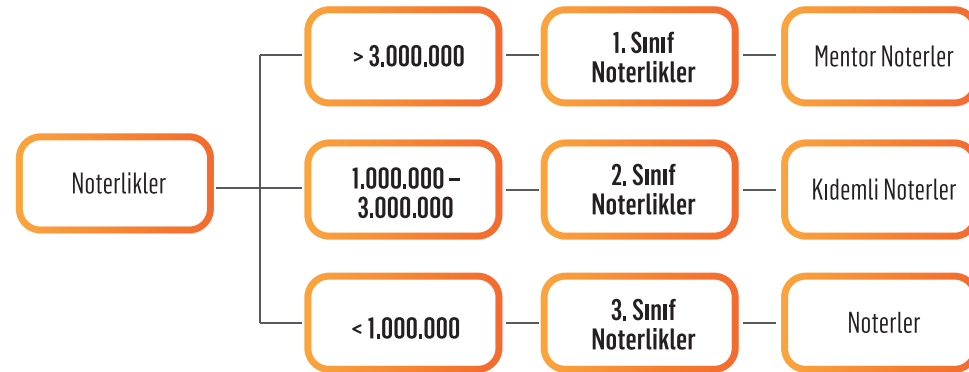 Noterlikler
> 3.000.000
1. Sınıf
Noterlikler
Mentor Noterler
1.000.000 –
3.000.000
2. Sınıf
Noterlikler
Kıdemli Noterler
< 1.000.000
3. Sınıf
Noterlikler
Noterler